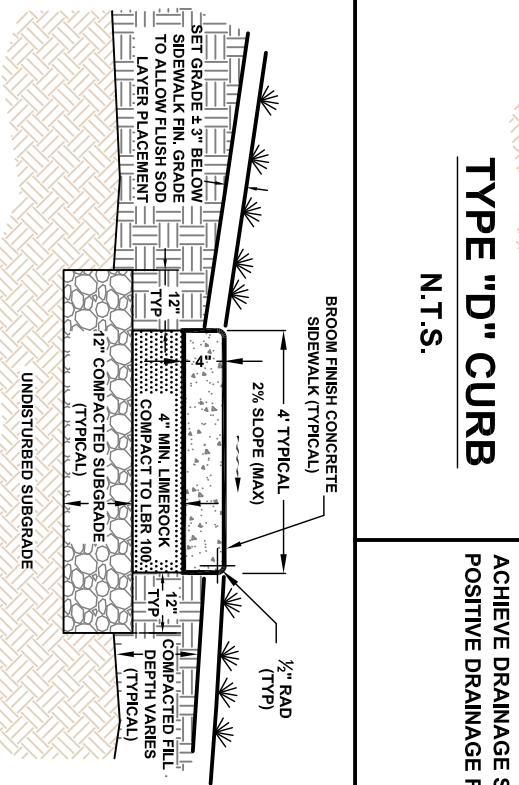 TYPE "D" CURB
N.T.S.
ACHIEVE DRAINAGE S
POSITIVE DRAINAGE F
BROOM FINISH CONCRETE
SIDEWALK (TYPICAL)
4' TYPICAL
2% SLOPE (MAX)
½" RAD
(TYP)
SET GRADE ± 3" BELOW
SIDEWALK FIN. GRADE
TO ALLOW FLUSH SOD
LAYER PLACEMENT
4"
12"
TYP
4" MIN. LIMEROCK
COMPACT TO LBR 100
12"
TYP
COMPACTED FILL
DEPTH VARIES
(TYPICAL)
12" COMPACTED SUBGRADE
(TYPICAL)
UNDISTURBED SUBGRADE